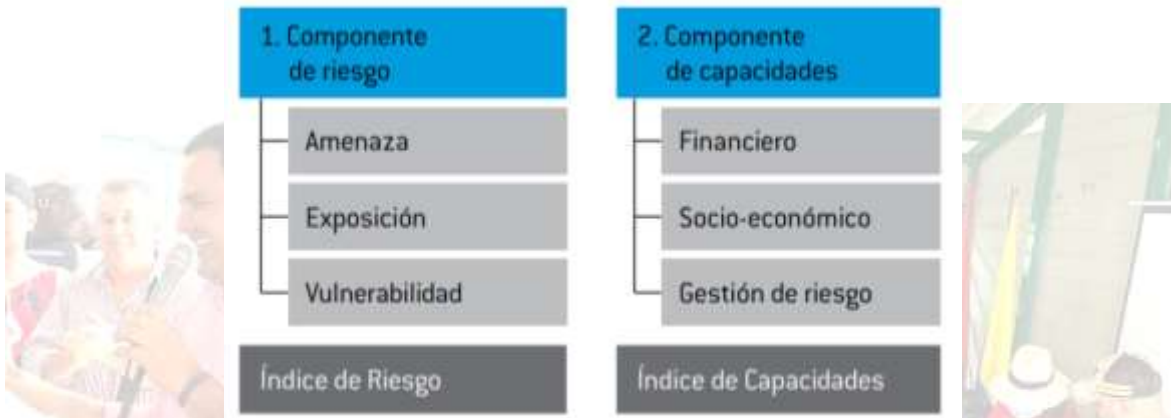 1. Componente
de riesgo
Amenaza
Exposición
Vulnerabilidad
Índice de Riesgo
2. Componente
de capacidades
Financiero
Socio-económico
Gestión de riesgo
Índice de Capacidades